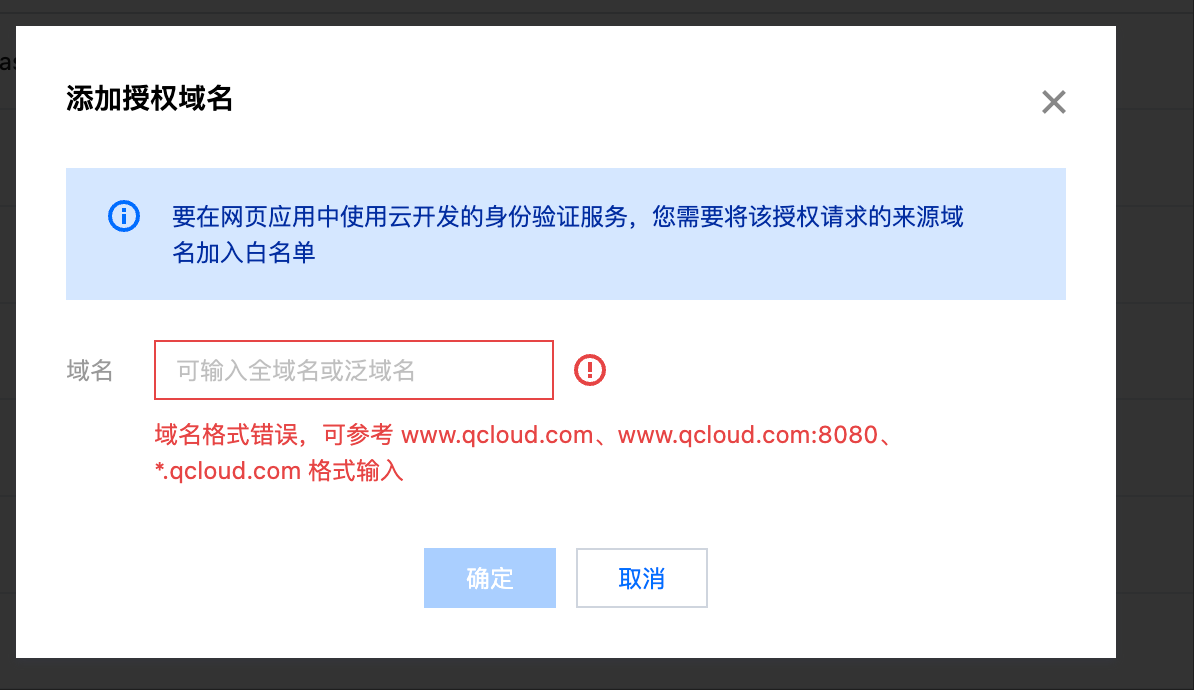 as
添加授权域名
要在网页应用中使用云开发的身份验证服务，您需要将该授权请求的来源域
名加入白名单
域名
可输入全域名或泛域名
域名格式错误，可参考 www.qcloud.com、www.qcloud.com:8080、
*.qcloud.com 格式输入
确定
取消